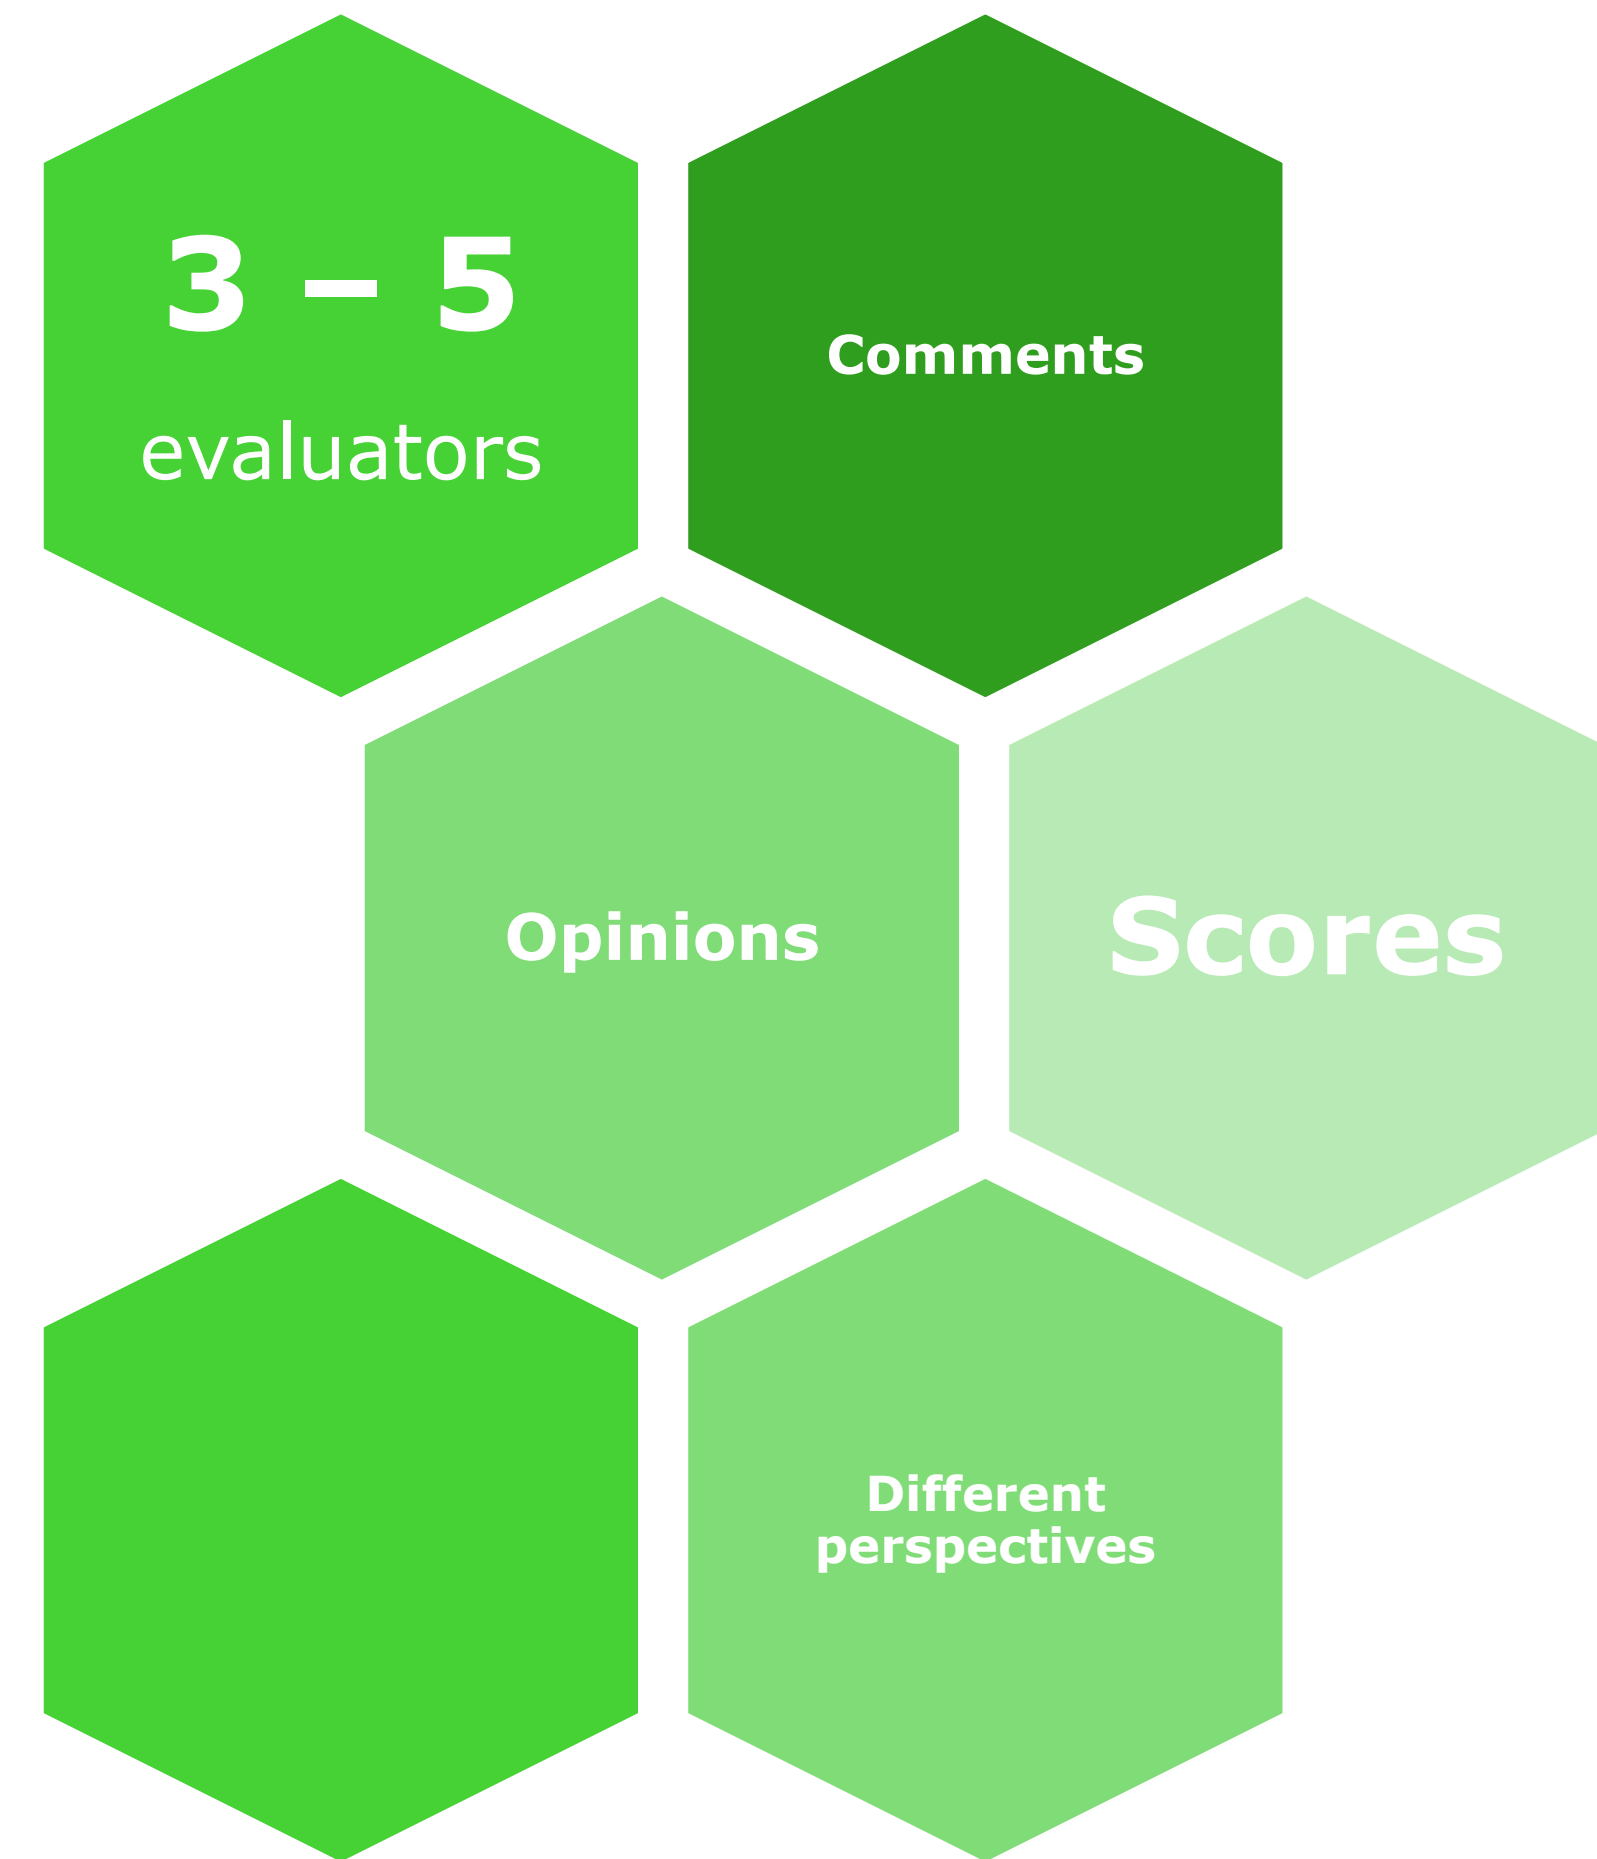 3 – 5
evaluators
Comments
Opinions
Scores
Different
perspectives